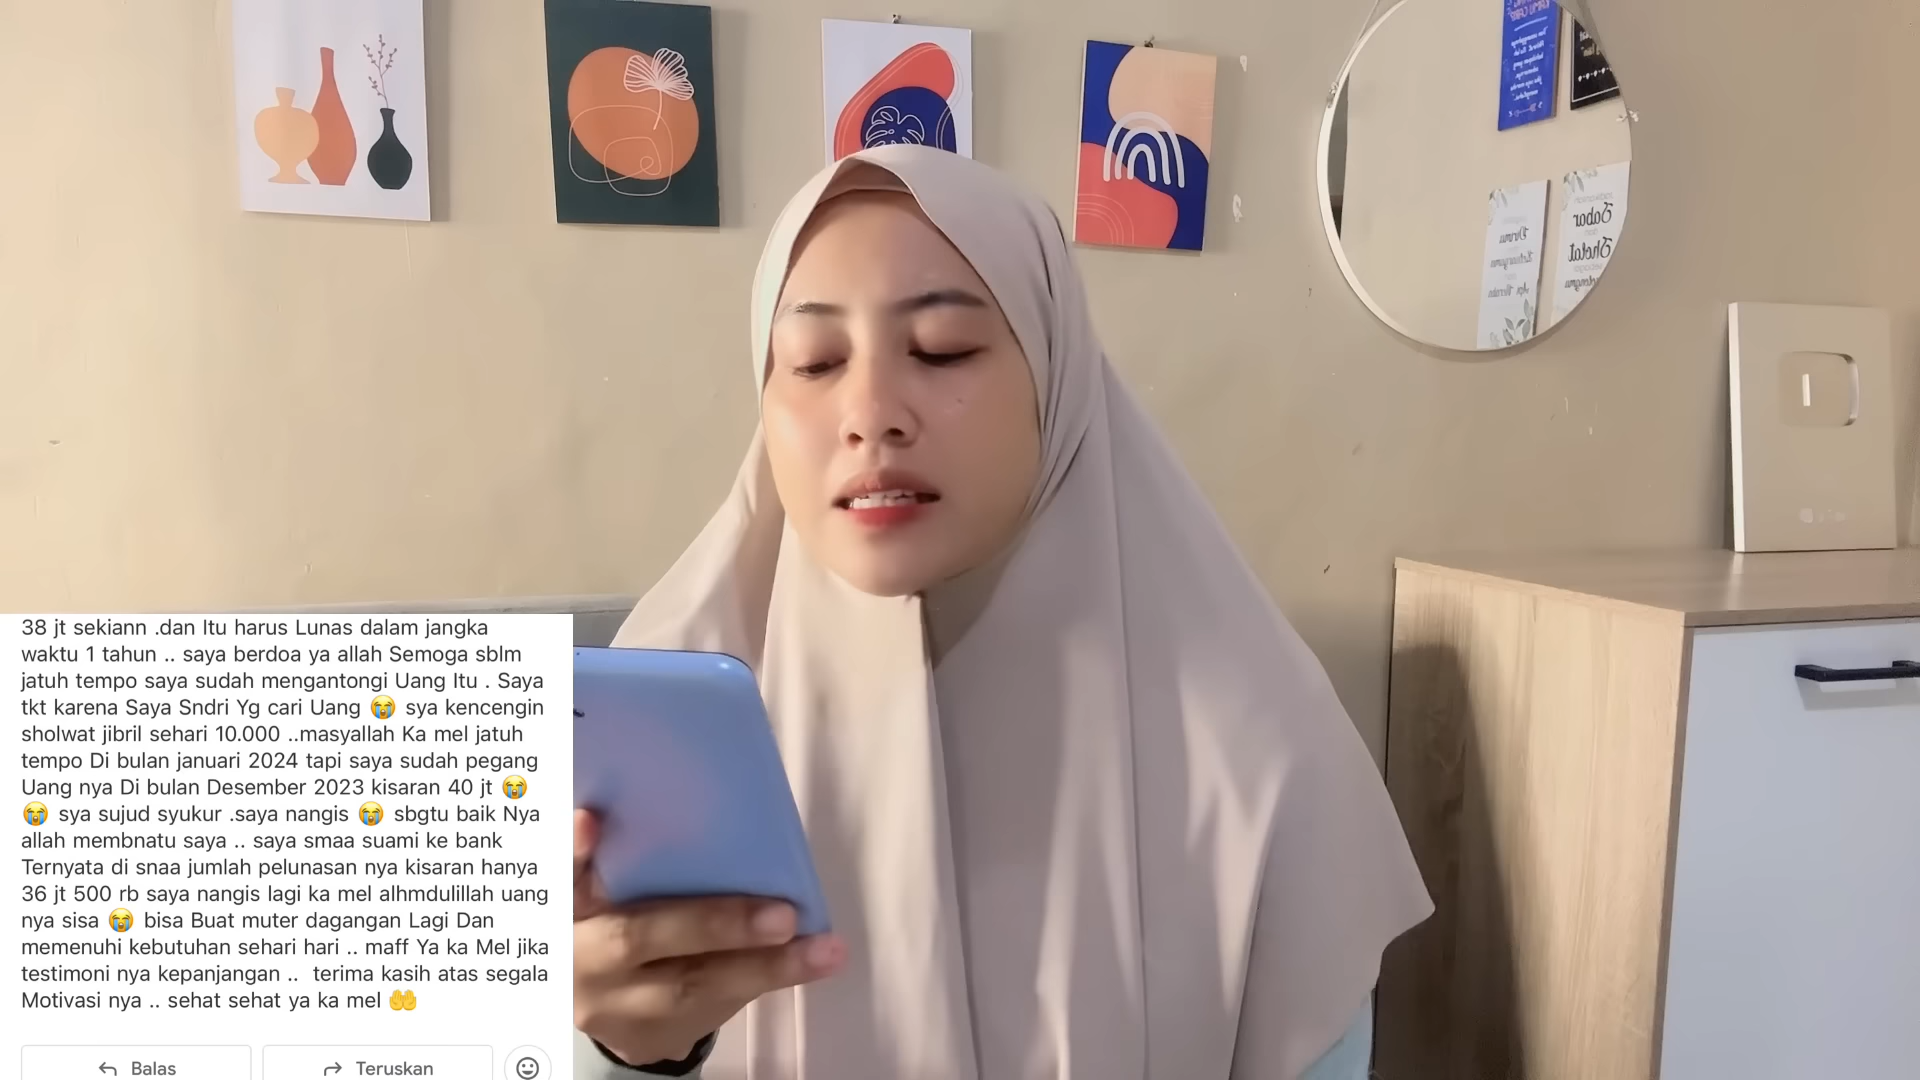 38 jt sekiann .dan Itu harus Lunas dalam jangka
waktu 1 tahun .. saya berdoa ya allah Semoga sblm
jatuh tempo saya sudah mengantongi Uang Itu . Saya
tkt karena Saya Sndri Yg cari Uang 😭 sya kencengin
sholwat jibril sehari 10.000 ..masyallah Ka mel jatuh
tempo Di bulan januari 2024 tapi saya sudah pegang
Uang nya Di bulan Desember 2023 kisaran 40 jt 😭
😭 sya sujud syukur .saya nangis 😭 sbgtu baik Nya
allah membnatu saya .. saya smaa suami ke bank
Ternyata di snaa jumlah pelunasan nya kisaran hanya
36 jt 500 rb saya nangis lagi ka mel alhmdulillah uang
nya sisa 😭 bisa Buat muter dagangan Lagi Dan
memenuhi kebutuhan sehari hari .. maff Ya ka Mel jika
testimoni nya kepanjangan ..  terima kasih atas segala
Motivasi nya .. sehat sehat ya ka mel 🤲
Balas
Teruskan
Sabar
Sholat